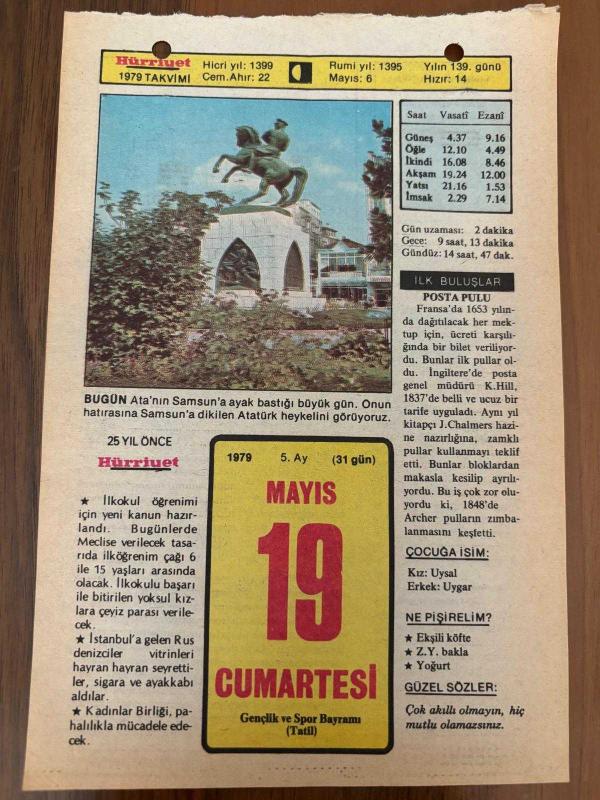 Hürriyet
1979 TAKVİMİ
Hicri yıl: 1399
Cem.Ahır: 22
Rumi yıl: 1395
Mayıs: 6
Yılın 139. günü
Hızır: 14
Saat Vasatî Ezanî
Güneş 4.37 9.16
Öğle 12.10 4.49
İkindi 16.08 8.46
Akşam 19.24 12.00
Yatsı 21.16 1.53
İmsak 2.29 7.14
Gün uzaması: 2 dakika
Gece: 9 saat, 13 dakika
Gündüz: 14 saat, 47 dak.
BUGÜN Ata'nın Samsun'a ayak bastığı büyük gün. Onun
hatırasına Samsun'a dikilen Atatürk heykelini görüyoruz.
25 YIL ÖNCE
Hürriyet
★ İlkokul öğrenimi
için yeni kanun hazır-
landı. Bugünlerde
Meclise verilecek tasa-
rıda ilköğrenim çağı 6
ile 15 yaşları arasında
olacak. İlkokulu başarı
ile bitirilen yoksul kız-
lara çeyiz parası verile-
cek.
★ İstanbul'a gelen Rus
denizciler vitrinleri
hayran hayran seyretti-
ler, sigara ve ayakkabı
aldılar.
★ Kadınlar Birliği, pa-
halılıkla mücadele ede-
cek.
1979 5. Ay (31 gün)
MAYIS
19
CUMARTESİ
Gençlik ve Spor Bayramı
(Tatil)
İLK BULUŞLAR
POSTA PULU
Fransa'da 1653 yılın-
da dağıtılacak her mek-
tup için, ücreti karşılı-
ğında bir bilet veriliyor-
du. Bunlar ilk pullar ol-
du. İngiltere'de posta
genel müdürü K.Hill,
1837'de belli ve ucuz bir
tarife uyguladı. Aynı yıl
kitapçı J.Chalmers hazi-
ne nazırlığına, zamklı
pullar kullanmayı teklif
etti. Bunlar bloklardan
makasla kesilip ayrılı-
yordu. Bu iş çok zor olu-
yordu ki, 1848'de
Archer pulların zımba-
lanmasını keşfetti.
ÇOCUĞA İSİM:
Kız: Uysal
Erkek: Uygar
NE PİŞİRELİM?
★ Ekşili köfte
★ Z.Y. bakla
★ Yoğurt
GÜZEL SÖZLER:
Çok akıllı olmayın, hiç
mutlu olamazsınız.